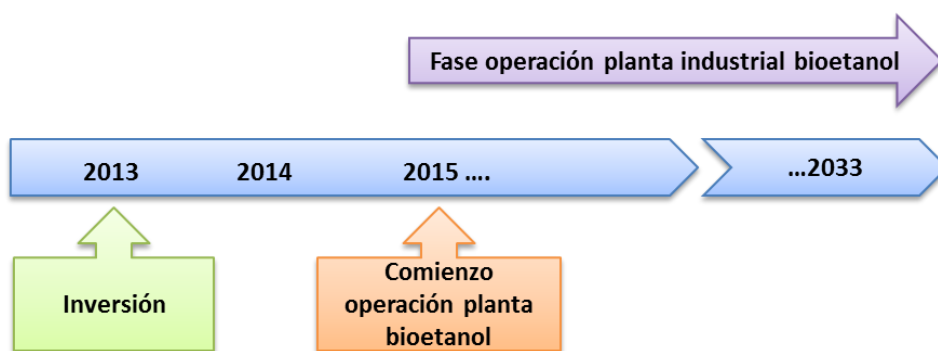 Fase operación planta industrial bioetanol
2013
2014
2015 ....
...2033
Inversión
Comienzo
operación planta
bioetanol